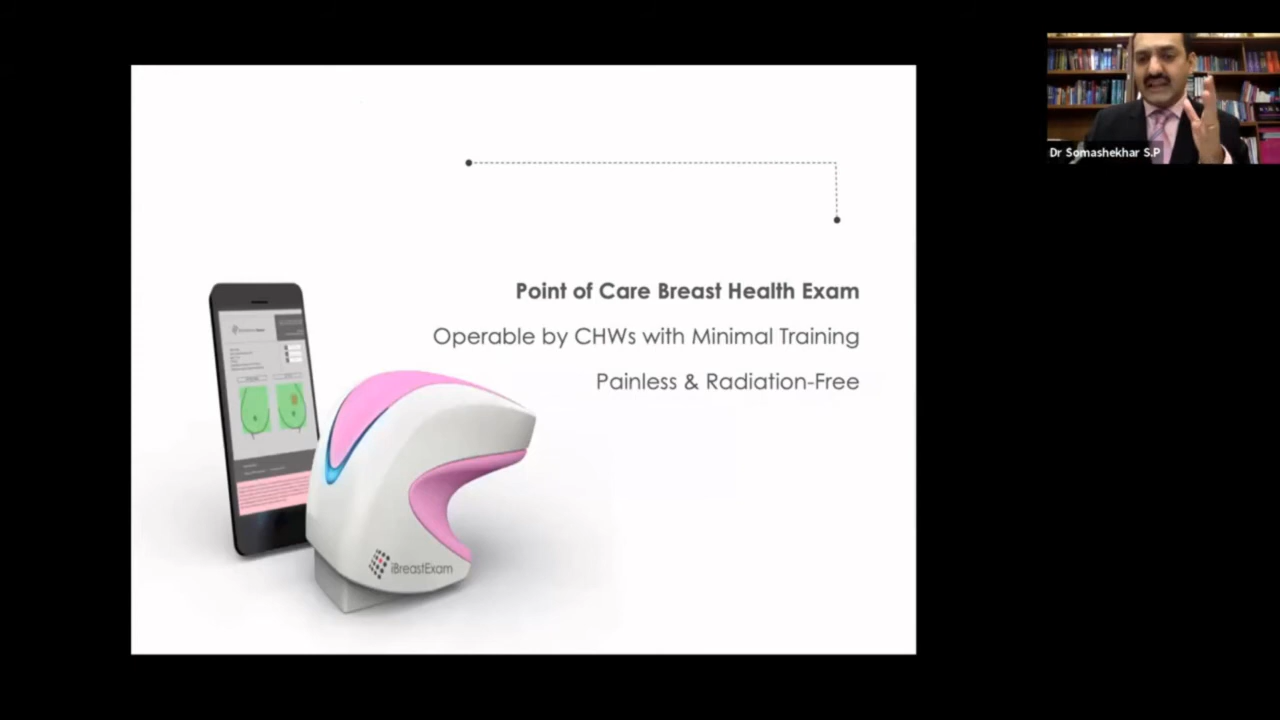 Dr Somashekhar S.P
Point of Care Breast Health Exam
Operable by CHWs with Minimal Training
Painless & Radiation-Free
iBreastExam